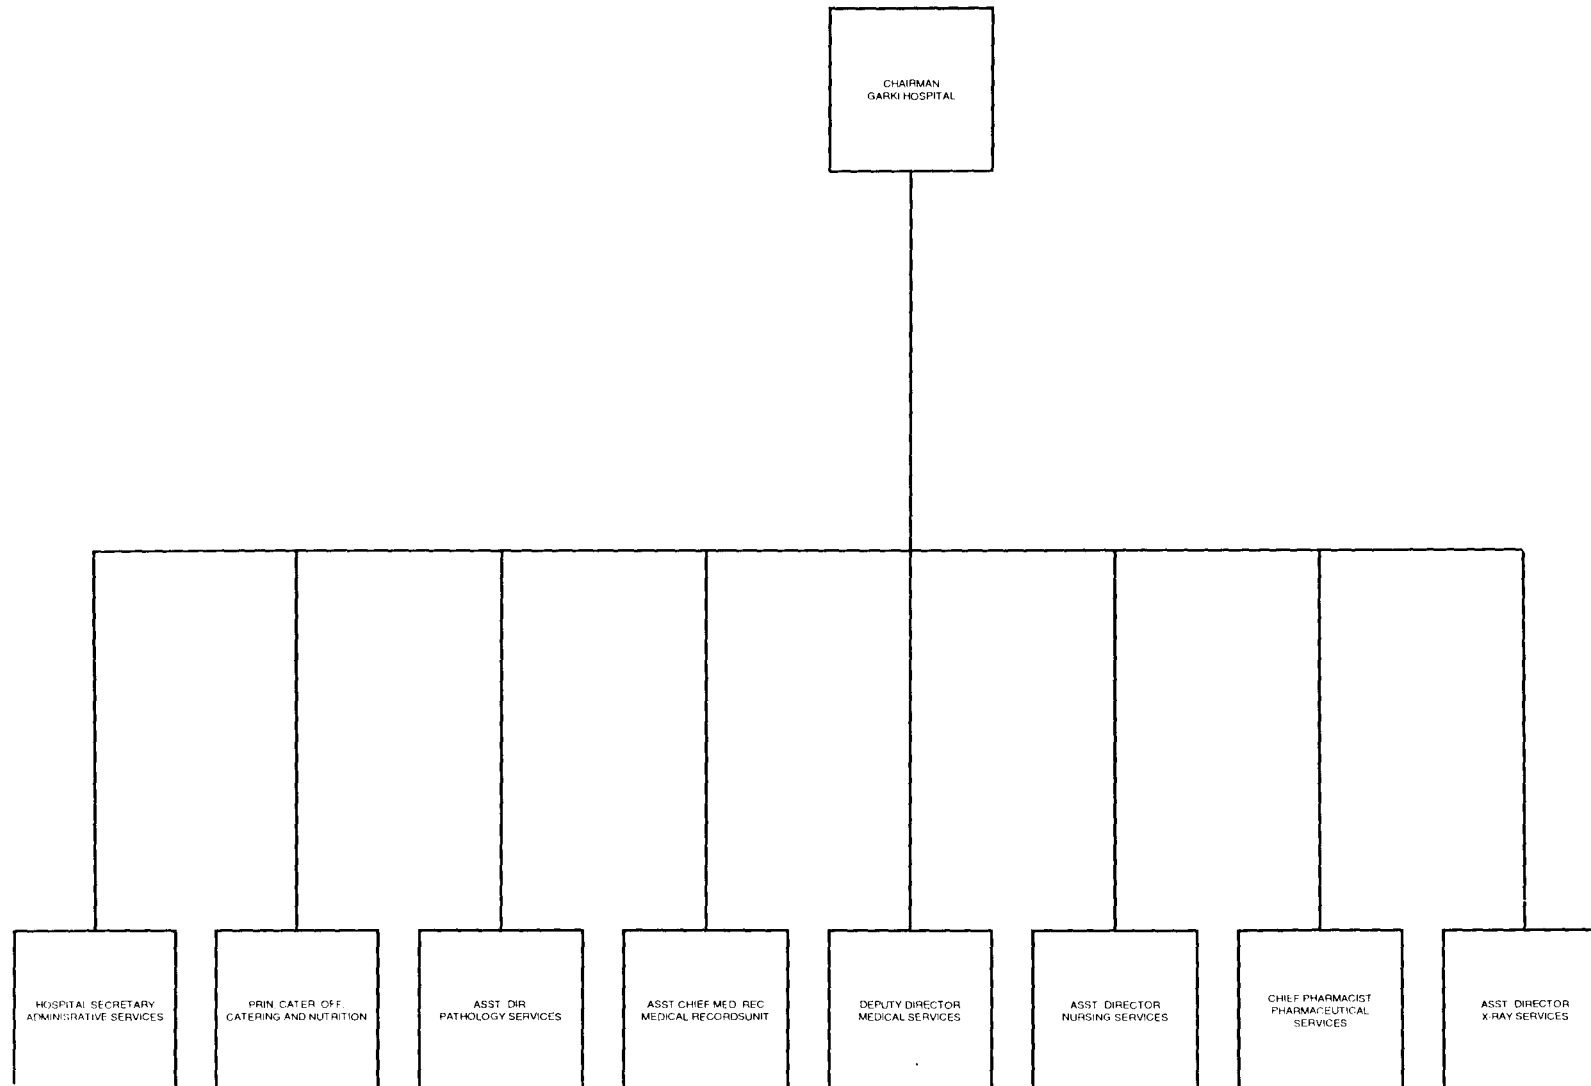 CHAIRMAN
GARKI HOSPITAL
HOSPITAL SECRETARY
ADMINISRATIVE SERVICES
PRIN. CATER. OFF.
CATERING AND NUTRITION
ASST DIR
PATHOLOGY SERVICES
ASST CHIEF MED REC
MEDICAL RECORDSUNIT
DEPUTY DIRECTOR
MEDICAL SERVICES
ASST DIRECTOR
NURSING SERVICES
CHIEF PHARMACIST
PHARMACEUTICAL
SERVICES
ASST DIRECTOR
X-RAY SERVICES